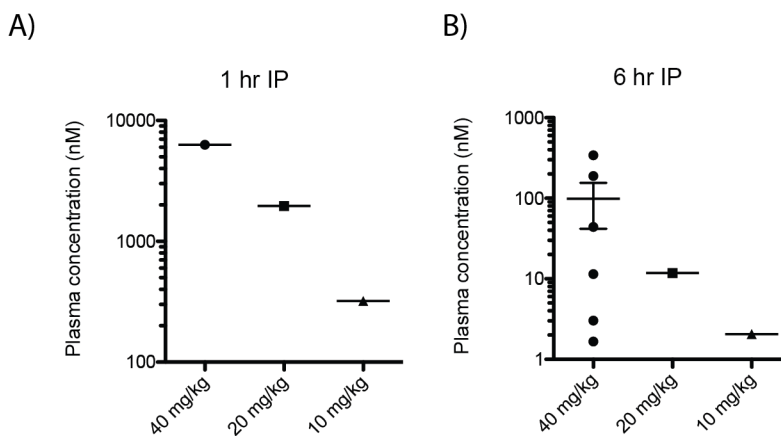 A)
1 hr IP
Plasma concentration (nM)
10000
1000
100
40 mg/kg
20 mg/kg
10 mg/kg
B)
6 hr IP
Plasma concentration (nM)
1000
100
10
1
40 mg/kg
20 mg/kg
10 mg/kg